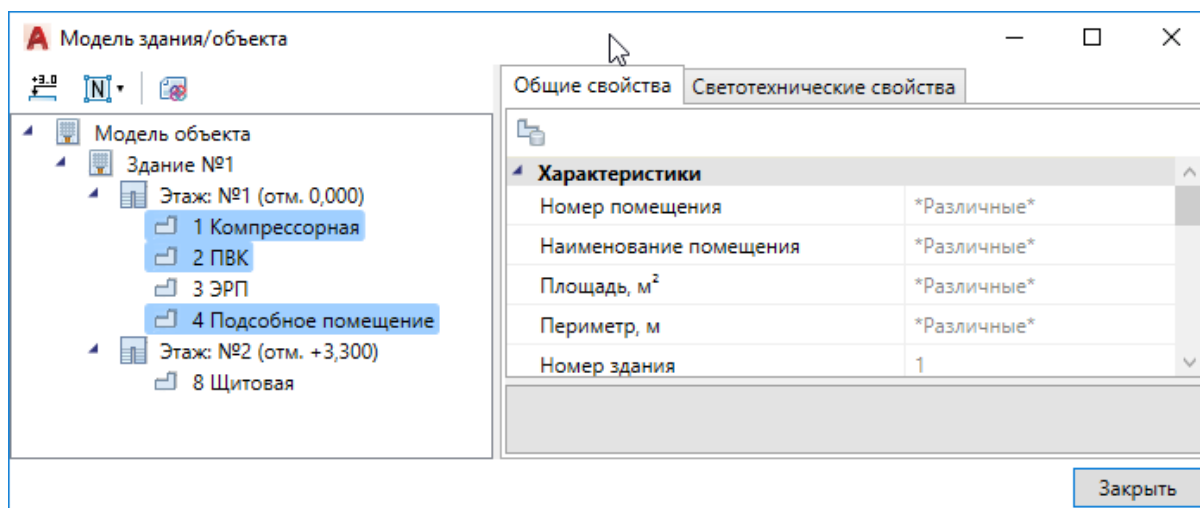 Модель здания/объекта
+3.0
N
Общие свойства
Светотехнические свойства
Модель объекта
Здание №1
Этаж: №1 (отм. 0,000)
1 Компрессорная
2 ПВК
3 ЭРП
4 Подсобное помещение
Этаж: №2 (отм. +3,300)
8 Щитовая
Характеристики
Номер помещения *Различные*
Наименование помещения *Различные*
Площадь, м² *Различные*
Периметр, м *Различные*
Номер здания 1
Закрыть